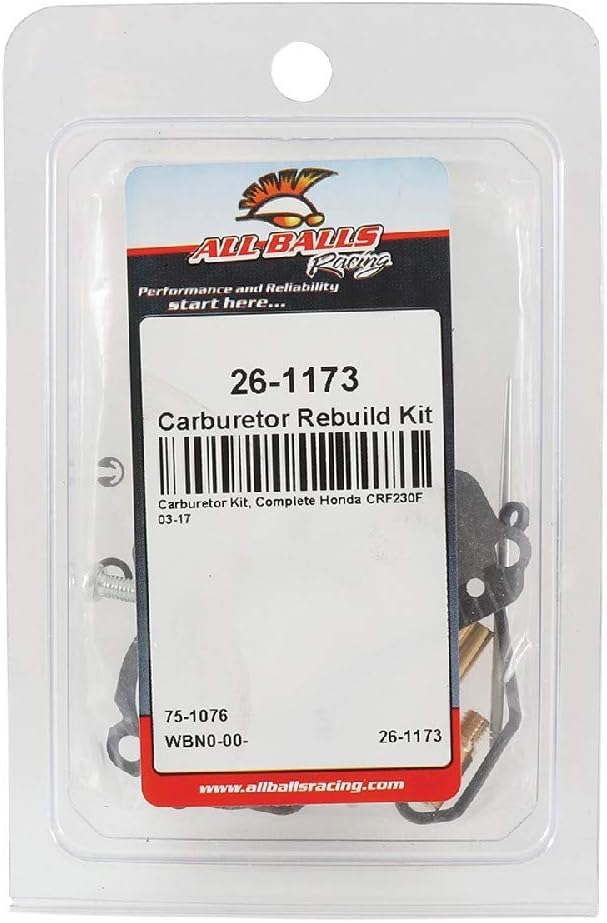 ALL BALLS
Racing
Performance and Reliability
start here...
26-1173
Carburetor Rebuild Kit
Carburetor Kit, Complete Honda CRF230F
03-17
75-1076
WBN0-00-
26-1173
www.allballsracing.com